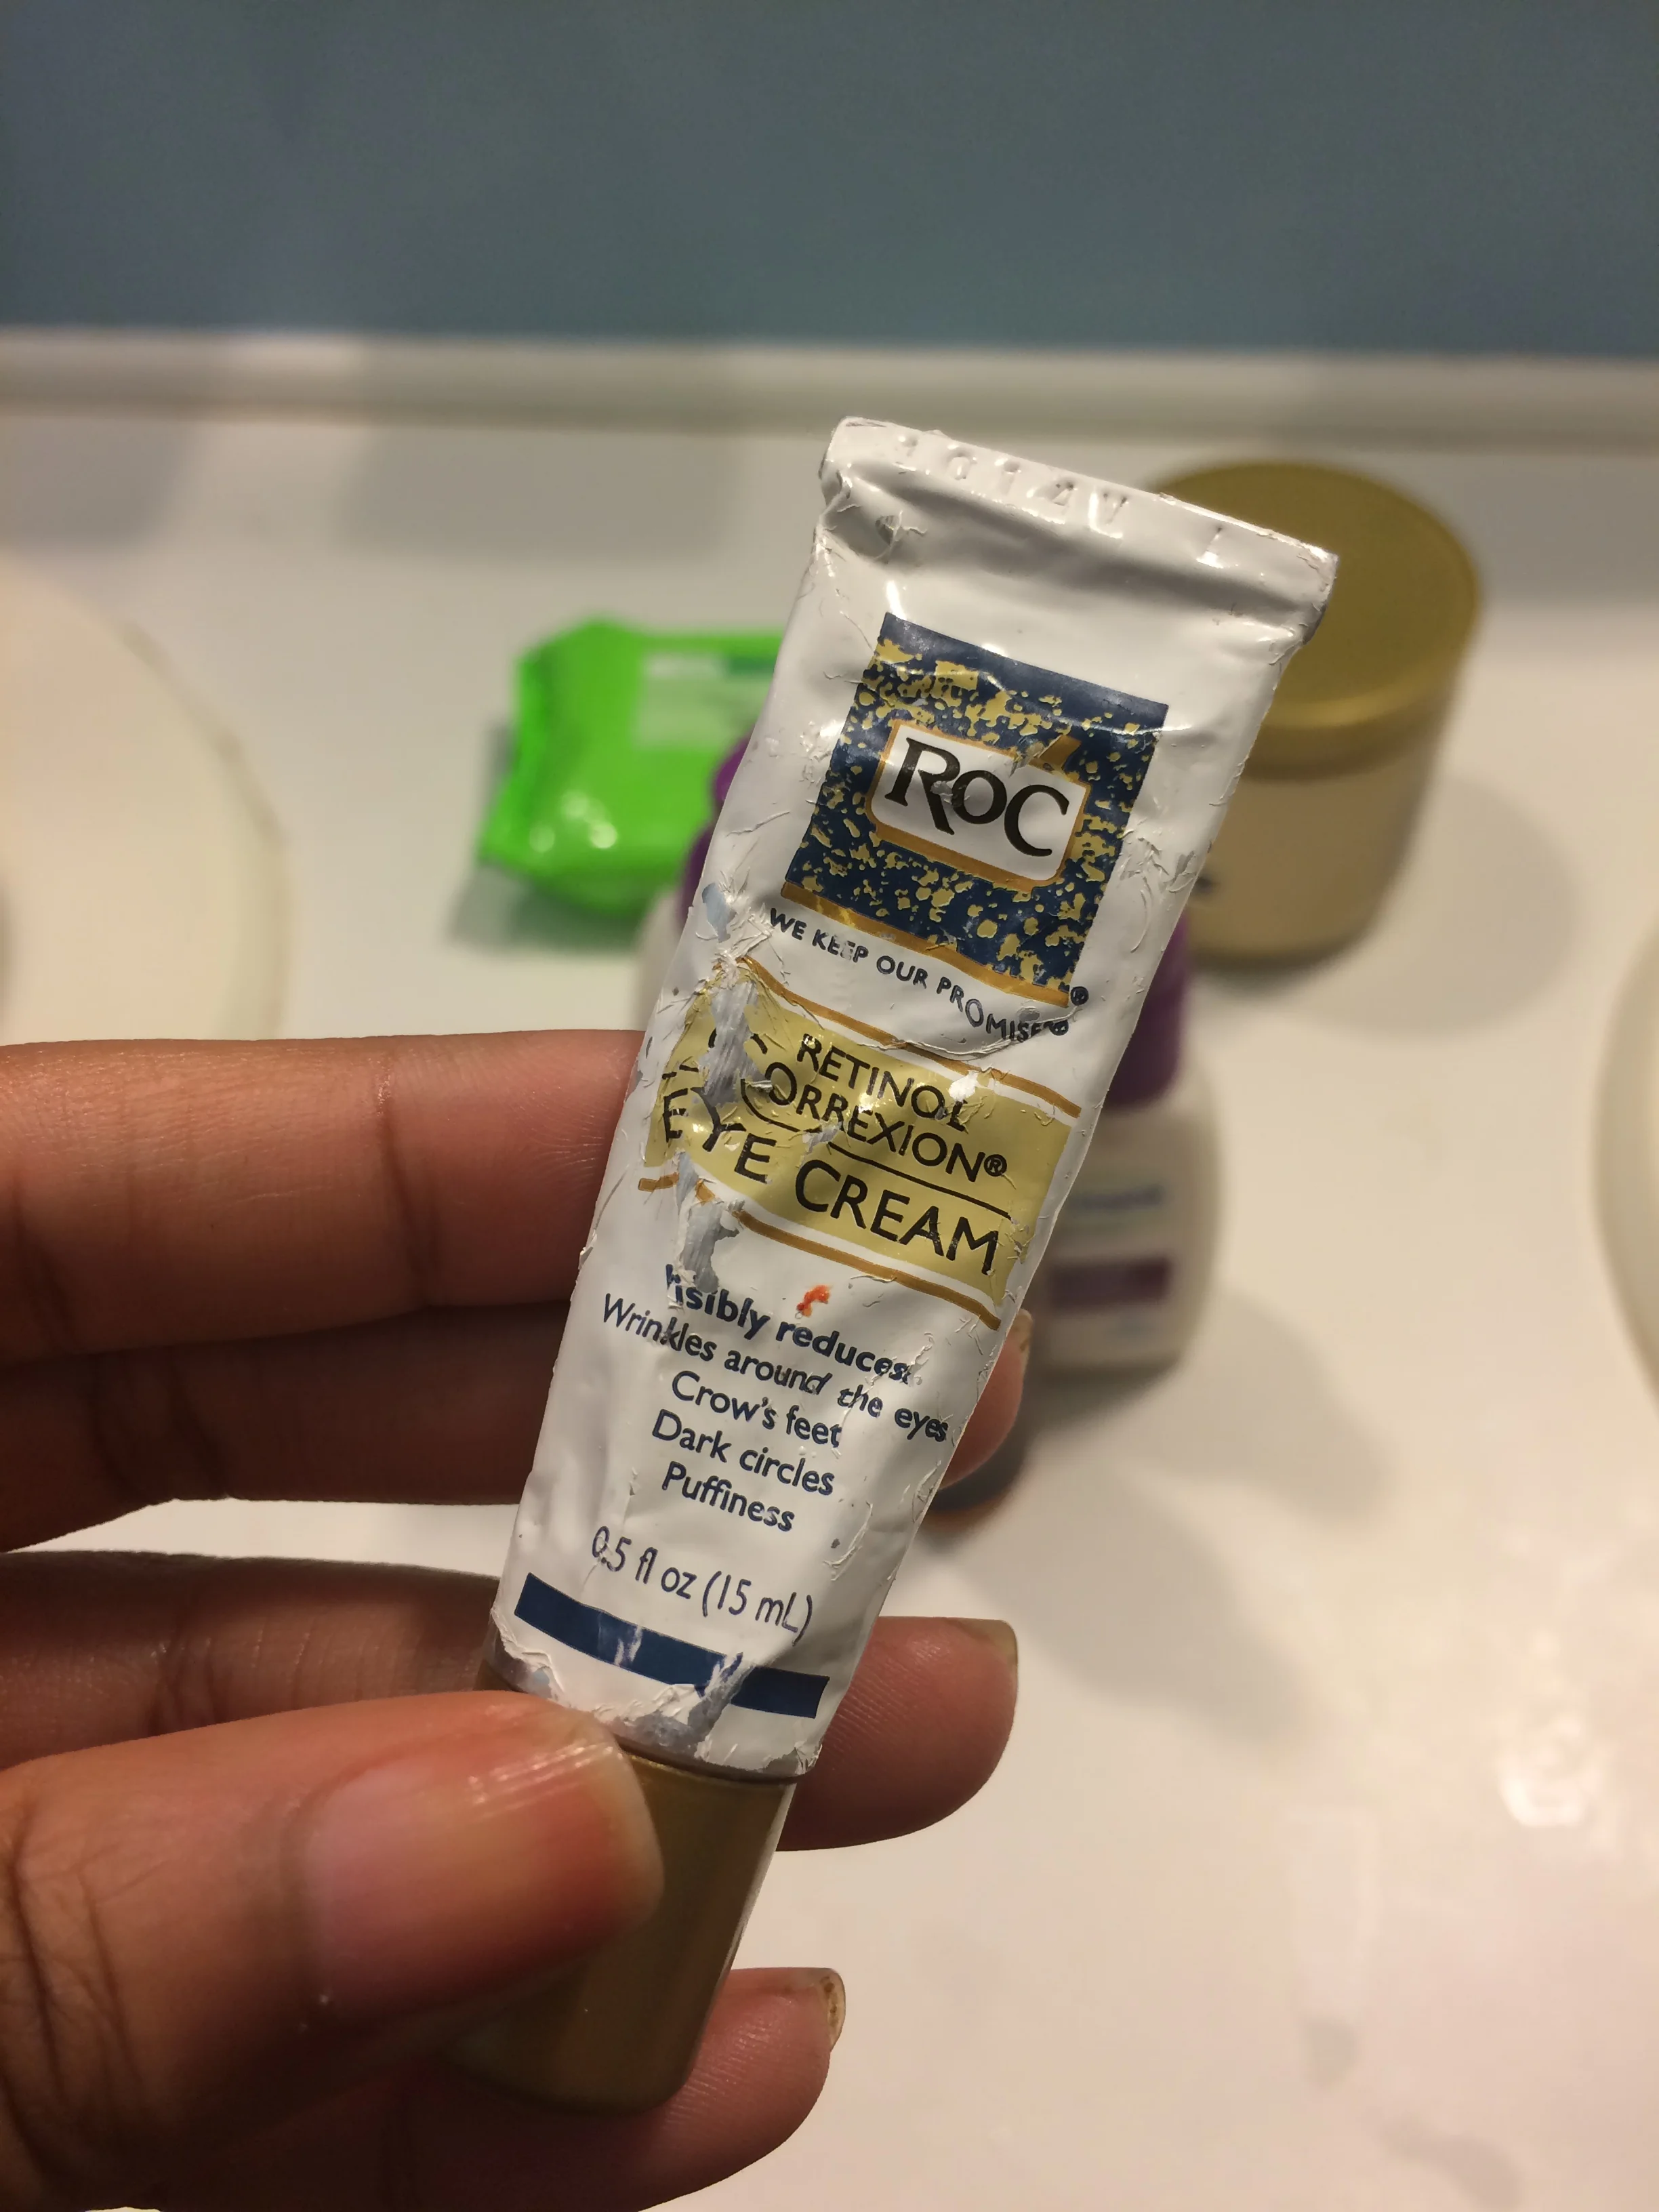 RoC®
WE KEEP OUR PROMISE®
RETINOL
CORREXION®
EYE CREAM
Visibly reduces:
Wrinkles around the eyes
Crow's feet
Dark circles
Puffiness
0.5 fl oz (15 mL)